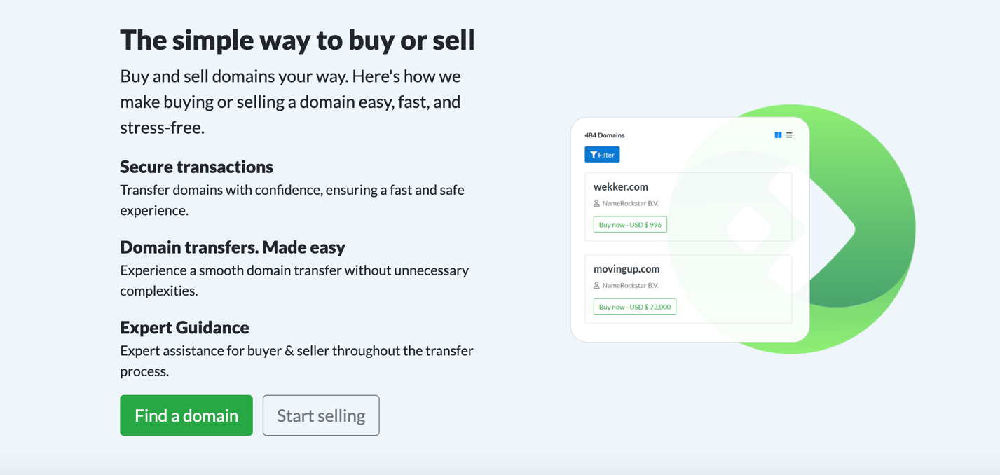 The simple way to buy or sell
Buy and sell domains your way. Here's how we
make buying or selling a domain easy, fast, and
stress-free.
Secure transactions
Transfer domains with confidence, ensuring a fast and safe
experience.
Domain transfers. Made easy
Experience a smooth domain transfer without unnecessary
complexities.
Expert Guidance
Expert assistance for buyer & seller throughout the transfer
process.
Find a domain
Start selling
484 Domains
Filter
wekker.com
NameRockstar B.V.
Buy now - USD $ 996
movingup.com
NameRockstar B.V.
Buy now - USD $ 72,000